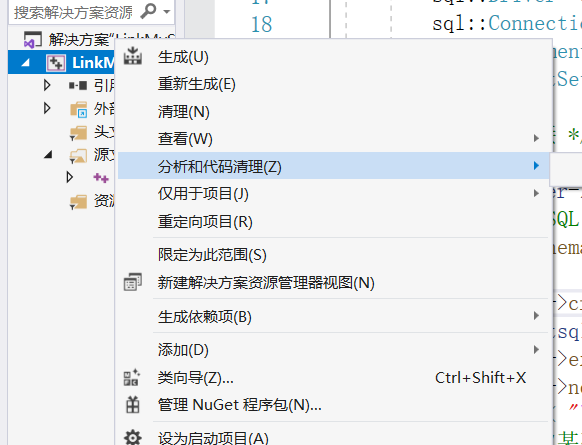 搜索解决方案资源
解决方案"LinkMyS
LinkMy
引用
外部
头文
源文
资源
17
18
sql::
sql::Connectio
生成(U)
重新生成(E)
清理(N)
查看(W)
分析和代码清理(Z)
仅用于项目(J)
重定向项目(R)
限定为此范围(S)
新建解决方案资源管理器视图(N)
生成依赖项(B)
添加(D)
类向导(Z)... Ctrl+Shift+X
管理 NuGet 程序包(N)...
设为启动项目(A)